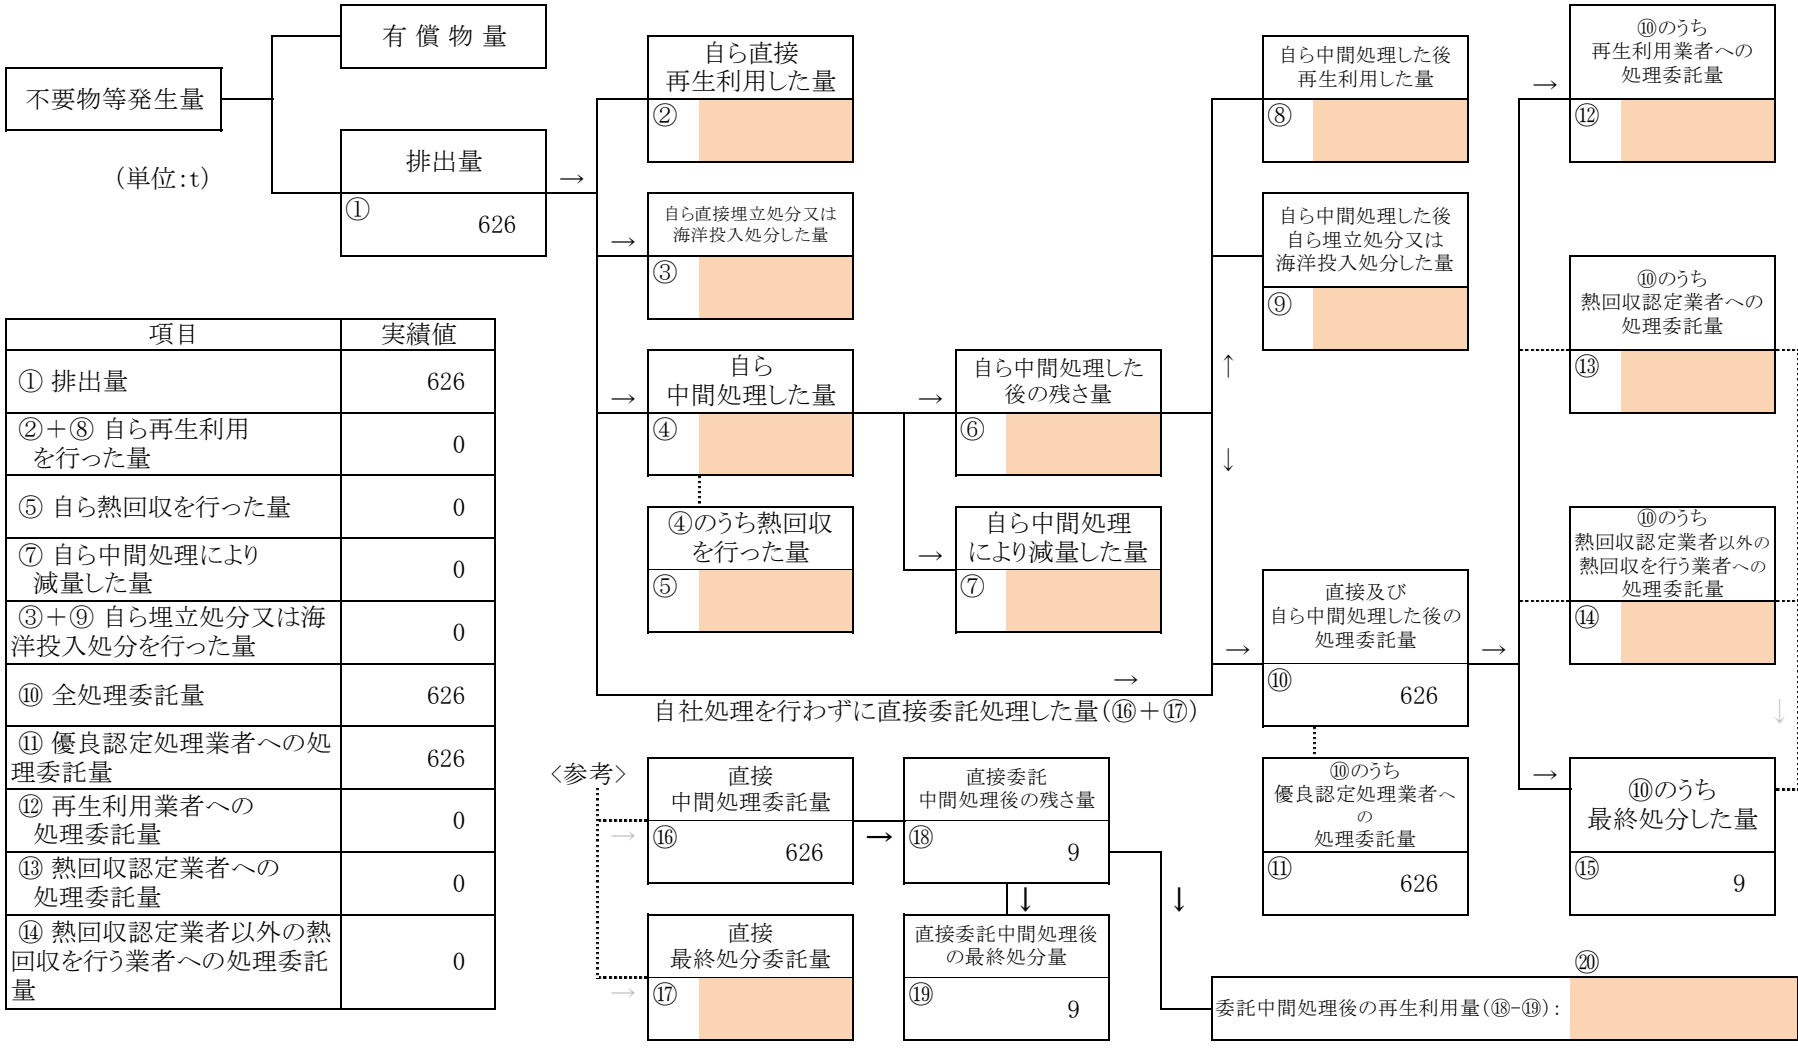 不要物等発生量
(単位:t)
有 償 物 量
排出量
①
626
→
自ら直接
再生利用した量
②
→
自ら直接埋立処分又は
海洋投入処分した量
③
→
自ら
中間処理した量
④
④のうち熱回収
を行った量
⑤
→
自ら中間処理した
後の残さ量
⑥
→
自ら中間処理
により減量した量
⑦
自ら中間処理した後
再生利用した量
⑧
自ら中間処理した後
自ら埋立処分又は
海洋投入処分した量
⑨
↑
↓
→
自社処理を行わずに直接委託処理した量(⑯+⑰)
→
直接及び
自ら中間処理した後の
処理委託量
⑩
626
⑩のうち
優良認定処理業者へ
の
処理委託量
⑪
626
→
→
⑩のうち
再生利用業者への
処理委託量
⑫
⑩のうち
熱回収認定業者への
処理委託量
⑬
⑩のうち
熱回収認定業者以外の
熱回収を行う業者への
処理委託量
⑭
↓
→
⑩のうち
最終処分した量
⑮
9
項目 実績値
① 排出量 626
②+⑧ 自ら再生利用
を行った量 0
⑤ 自ら熱回収を行った量 0
⑦ 自ら中間処理により
減量した量 0
③+⑨ 自ら埋立処分又は海
洋投入処分を行った量 0
⑩ 全処理委託量 626
⑪ 優良認定処理業者への処
理委託量 626
⑫ 再生利用業者への
処理委託量 0
⑬ 熱回収認定業者への
処理委託量 0
⑭ 熱回収認定業者以外の熱
回収を行う業者への処理委託
量 0
<参考>
→
直接
中間処理委託量
⑯
626
→
直接委託
中間処理後の残さ量
⑱
9
↓
↓
→
直接
最終処分委託量
⑰
直接委託中間処理後
の最終処分量
⑲
9
⑳
委託中間処理後の再生利用量(⑱-⑲):